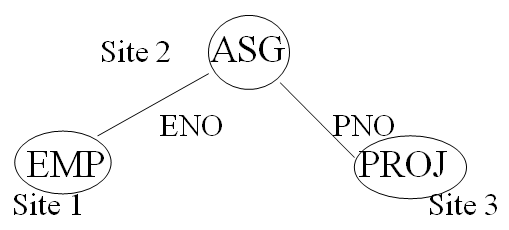 Site 2
ASG
ENO
PNO
EMP
PROJ
Site 1
Site 3